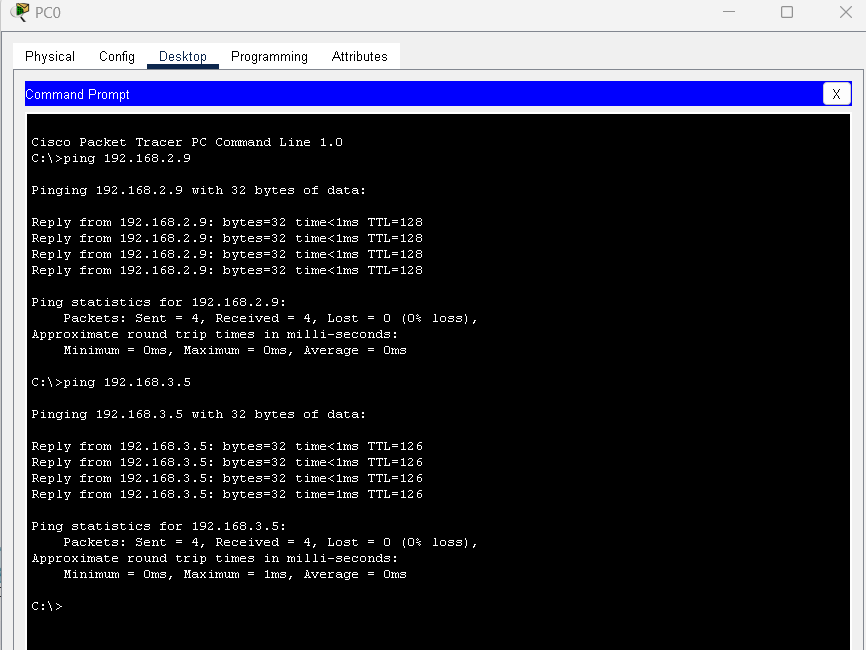 PC0
Physical Config Desktop Programming Attributes
Command Prompt X
Cisco Packet Tracer PC Command Line 1.0
C:\>ping 192.168.2.9
Pinging 192.168.2.9 with 32 bytes of data:
Reply from 192.168.2.9: bytes=32 time<1ms TTL=128
Reply from 192.168.2.9: bytes=32 time<1ms TTL=128
Reply from 192.168.2.9: bytes=32 time<1ms TTL=128
Reply from 192.168.2.9: bytes=32 time<1ms TTL=128
Ping statistics for 192.168.2.9:
Packets: Sent = 4, Received = 4, Lost = 0 (0% loss),
Approximate round trip times in milli-seconds:
Minimum = 0ms, Maximum = 0ms, Average = 0ms
C:\>ping 192.168.3.5
Pinging 192.168.3.5 with 32 bytes of data:
Reply from 192.168.3.5: bytes=32 time<1ms TTL=126
Reply from 192.168.3.5: bytes=32 time<1ms TTL=126
Reply from 192.168.3.5: bytes=32 time<1ms TTL=126
Reply from 192.168.3.5: bytes=32 time=1ms TTL=126
Ping statistics for 192.168.3.5:
Packets: Sent = 4, Received = 4, Lost = 0 (0% loss),
Approximate round trip times in milli-seconds:
Minimum = 0ms, Maximum = 1ms, Average = 0ms
C:\>